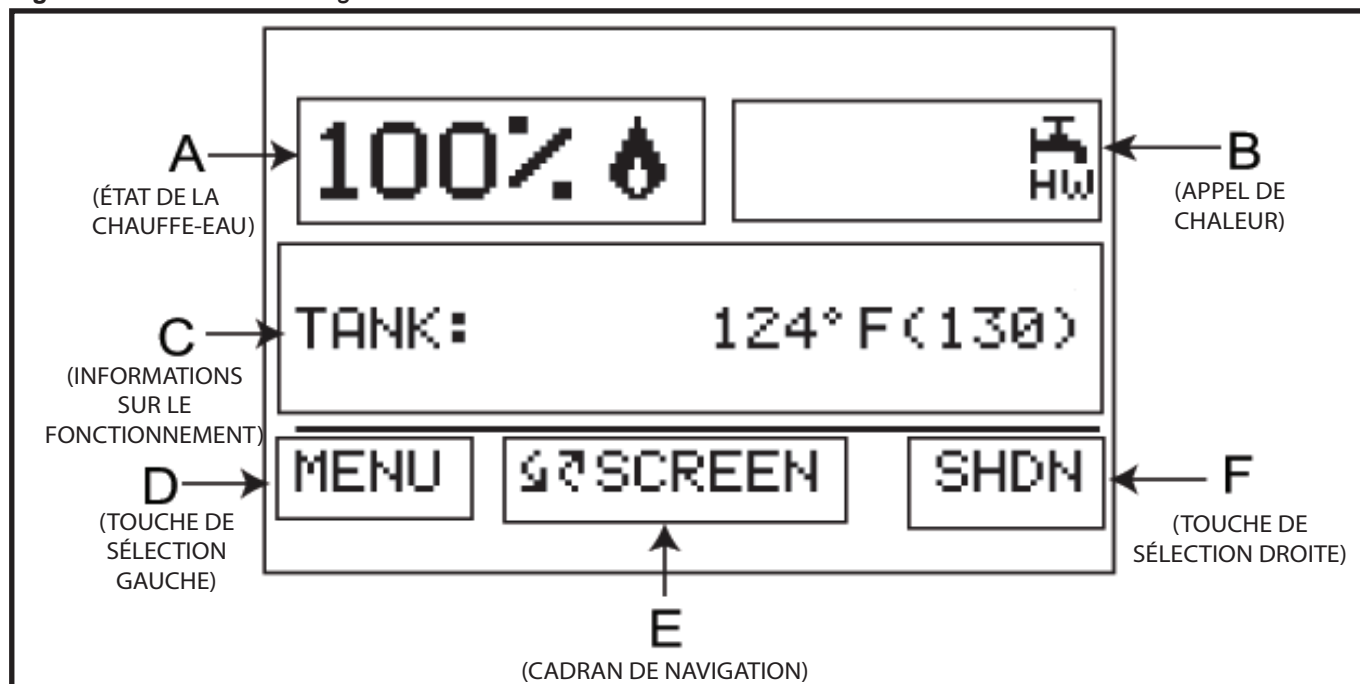 100%
HW
A
(ÉTAT DE LA
CHAUFFE-EAU)
B
(APPEL DE
CHALEUR)
TANK: 124°F(130)
C
(INFORMATIONS
SUR LE
FONCTIONNEMENT)
MENU SCREEN SHDN
D
(TOUCHE DE
SÉLECTION
GAUCHE)
F
(TOUCHE DE
SÉLECTION DROITE)
E
(CADRAN DE NAVIGATION)